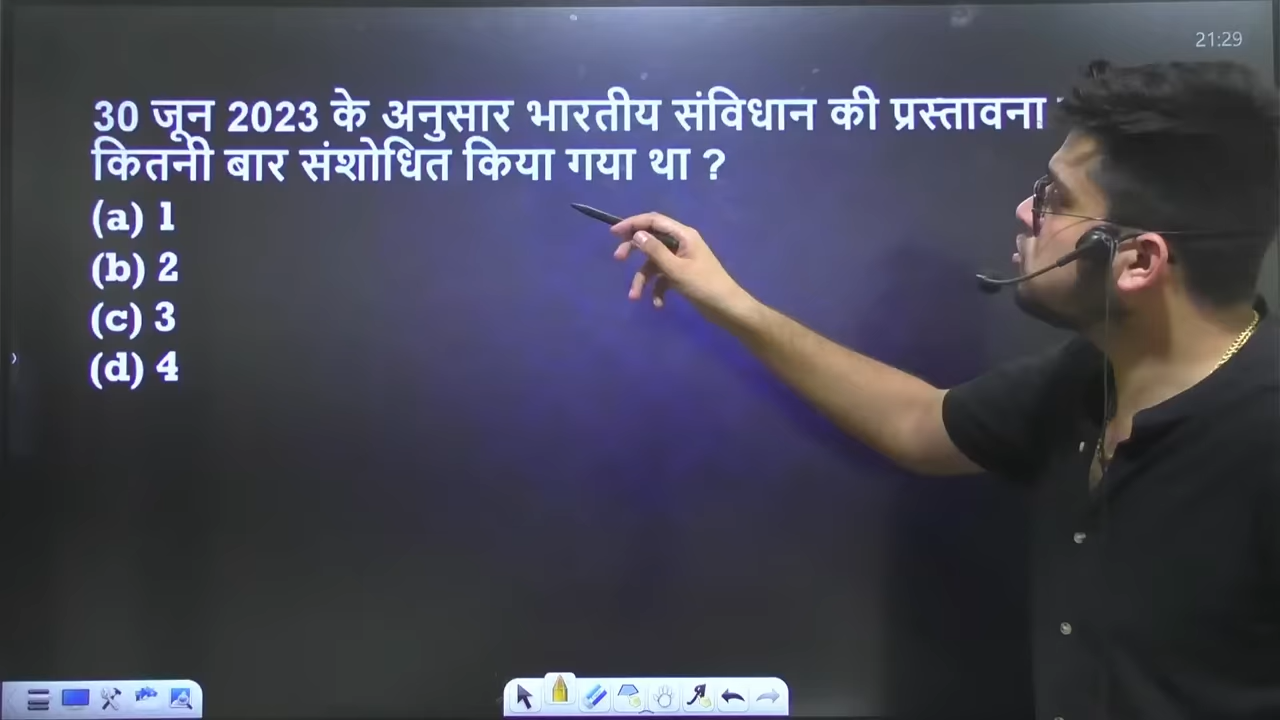 21:29
30 जून 2023 के अनुसार भारतीय संविधान की प्रस्तावना
कितनी बार संशोधित किया गया था ?
(a) 1
(b) 2
(c) 3
(d) 4